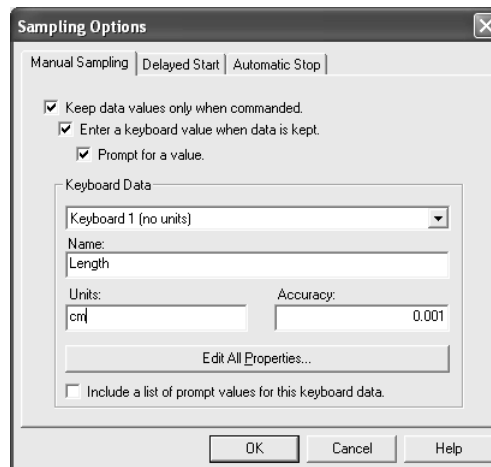 Sampling Options
Manual Sampling Delayed Start Automatic Stop
Keep data values only when commanded.
Enter a keyboard value when data is kept.
Prompt for a value.
Keyboard Data
Keyboard 1 (no units)
Name:
Length
Units: Accuracy:
cm 0.001
Edit All Properties...
Include a list of prompt values for this keyboard data.
OK Cancel Help